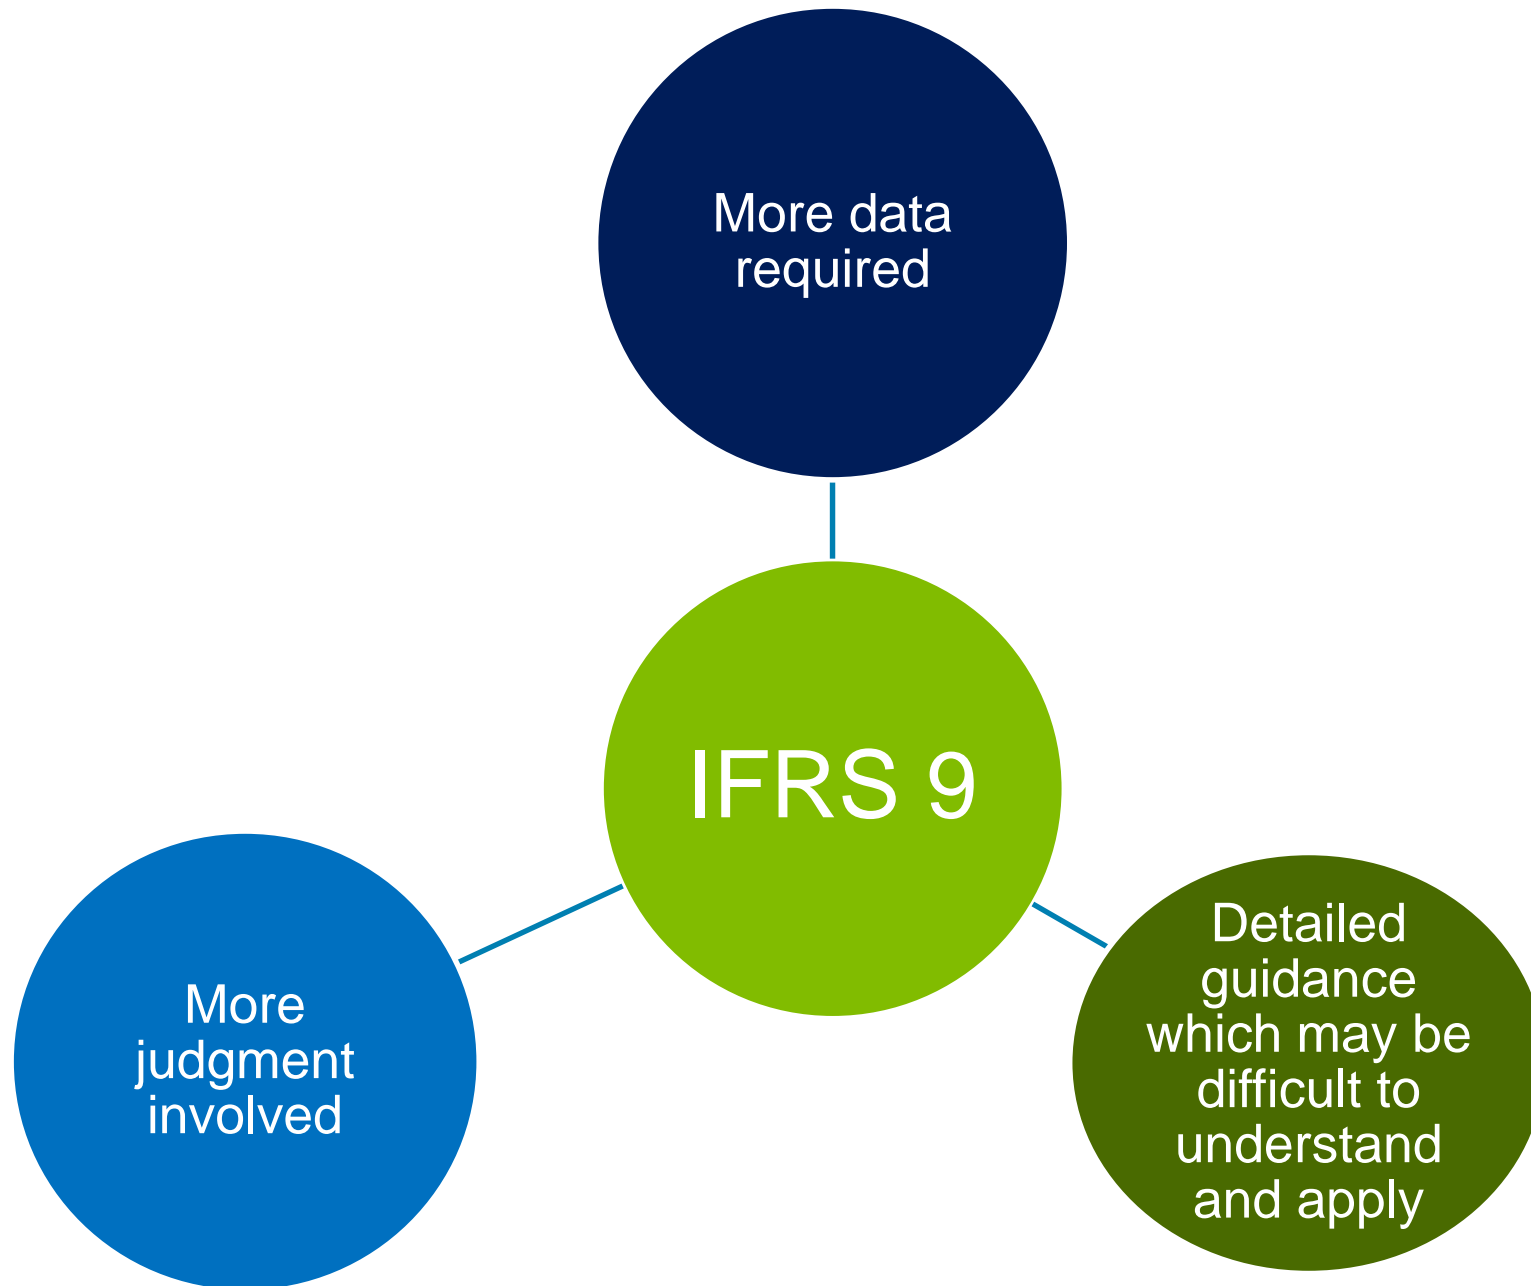 More data
required
IFRS 9
More
judgment
involved
Detailed
guidance
which may be
difficult to
understand
and apply